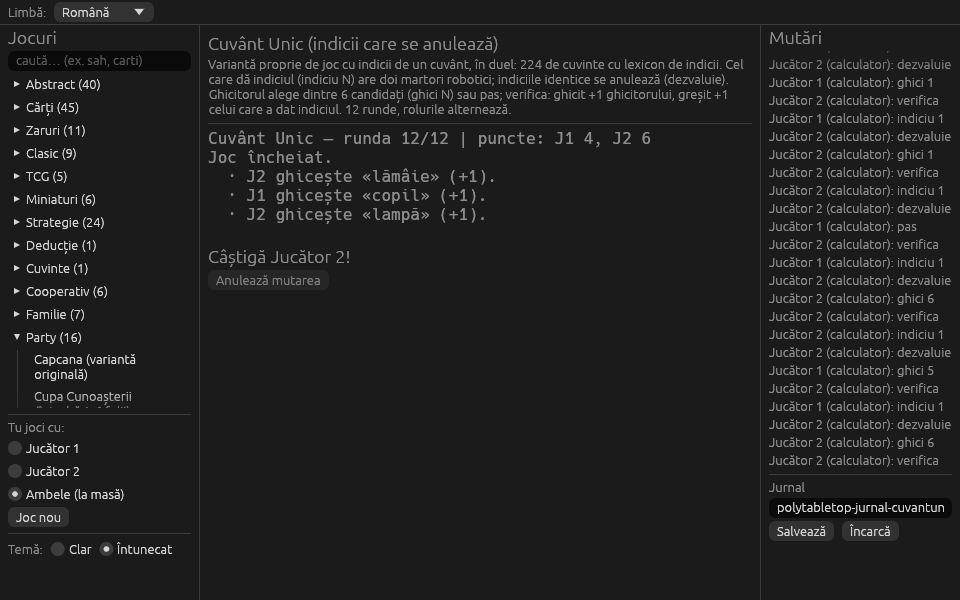 Limbă: Română
Jocuri
caută… (ex. sah, carti)
Abstract (40)
Cărți (45)
Zaruri (11)
Clasic (9)
TCG (5)
Miniaturi (6)
Strategie (24)
Deducție (1)
Cuvinte (1)
Cooperativ (6)
Familie (7)
Party (16)
Capcana (variantă
originală)
Cupa Cunoașterii
Tu joci cu:
Jucător 1
Jucător 2
Ambele (la masă)
Joc nou
Temă: Clar Întunecat
Cuvânt Unic (indicii care se anulează)
Variantă proprie de joc cu indicii de un cuvânt, în duel: 224 de cuvinte cu lexicon de indicii. Cel
care dă indiciul (indiciu N) are doi martori robotici; indiciile identice se anulează (dezvaluie).
Ghicitorul alege dintre 6 candidați (ghici N) sau pas; verifica: ghicit +1 ghicitorului, greșit +1
celui care a dat indiciul. 12 runde, rolurile alternează.
Cuvânt Unic — runda 12/12 | puncte: J1 4, J2 6
Joc încheiat.
· J2 ghicește «lămâie» (+1).
· J1 ghicește «copil» (+1).
· J2 ghicește «lampă» (+1).
Câștigă Jucător 2!
Anulează mutarea
Mutări
Jucător 2 (calculator): dezvaluie
Jucător 1 (calculator): ghici 1
Jucător 2 (calculator): verifica
Jucător 1 (calculator): indiciu 1
Jucător 2 (calculator): dezvaluie
Jucător 2 (calculator): ghici 1
Jucător 2 (calculator): verifica
Jucător 1 (calculator): indiciu 1
Jucător 2 (calculator): dezvaluie
Jucător 1 (calculator): pas
Jucător 2 (calculator): verifica
Jucător 1 (calculator): indiciu 1
Jucător 2 (calculator): dezvaluie
Jucător 2 (calculator): ghici 6
Jucător 2 (calculator): verifica
Jucător 2 (calculator): indiciu 1
Jucător 2 (calculator): dezvaluie
Jucător 1 (calculator): ghici 5
Jucător 2 (calculator): verifica
Jucător 1 (calculator): indiciu 1
Jucător 2 (calculator): dezvaluie
Jucător 2 (calculator): ghici 6
Jucător 2 (calculator): verifica
Jurnal
polytabletop-jurnal-cuvantun
Salvează Încarcă